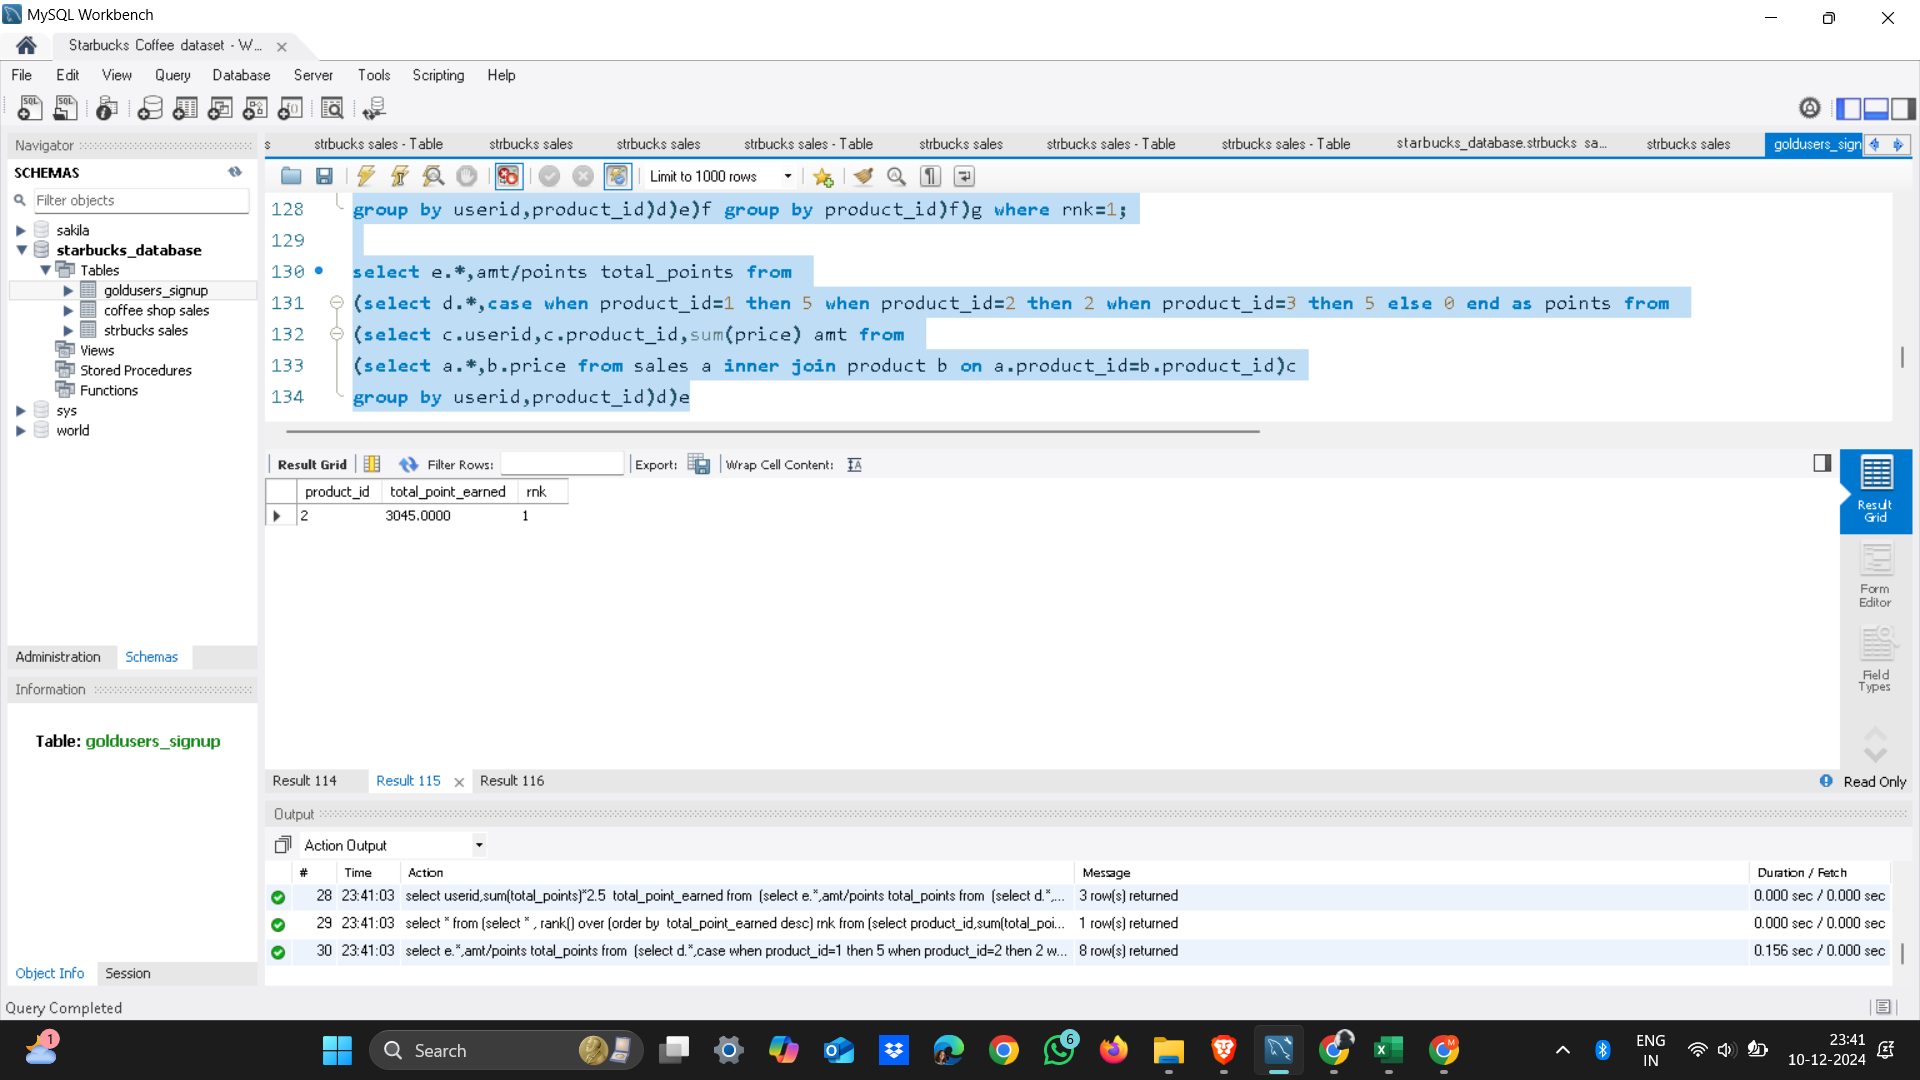 MySQL Workbench
Starbucks Coffee dataset - W...
File Edit View Query Database Server Tools Scripting Help
Navigator
SCHEMAS
Filter objects
sakila
starbucks_database
Tables
goldusers_signup
coffee shop sales
strbucks sales
Views
Stored Procedures
Functions
sys
world
Administration Schemas
Information
Table: goldusers_signup
Object Info Session
Query Completed
s strbucks sales - Table strbucks sales strbucks sales strbucks sales - Table strbucks sales strbucks sales - Table strbucks sales - Table starbucks_database.strbucks sa... strbucks sales goldusers_sign
Limit to 1000 rows
128 group by userid,product_id)d)e)f group by product_id)f)g where rnk=1;
129
130 select e.*,amt/points total_points from
131 (select d.*,case when product_id=1 then 5 when product_id=2 then 2 when product_id=3 then 5 else 0 end as points from
132 (select c.userid,c.product_id,sum(price) amt from
133 (select a.*,b.price from sales a inner join product b on a.product_id=b.product_id)c
134 group by userid,product_id)d)e
Result Grid Filter Rows: Export: Wrap Cell Content:
product_id total_point_earned rnk
2 3045.0000 1
Result Grid
Form Editor
Field Types
Result 114 Result 115 Result 116 Read Only
Output
Action Output
# Time Action Message Duration / Fetch
28 23:41:03 select userid,sum(total_points)*2.5 total_point_earned from (select e.*,amt/points total_points from (select d.*,... 3 row(s) returned 0.000 sec / 0.000 sec
29 23:41:03 select * from (select * , rank() over (order by total_point_earned desc) rnk from (select product_id,sum(total_poi... 1 row(s) returned 0.000 sec / 0.000 sec
30 23:41:03 select e.*,amt/points total_points from (select d.*,case when product_id=1 then 5 when product_id=2 then 2 w... 8 row(s) returned 0.156 sec / 0.000 sec
1
Search
6
ENG
IN
23:41
10-12-2024